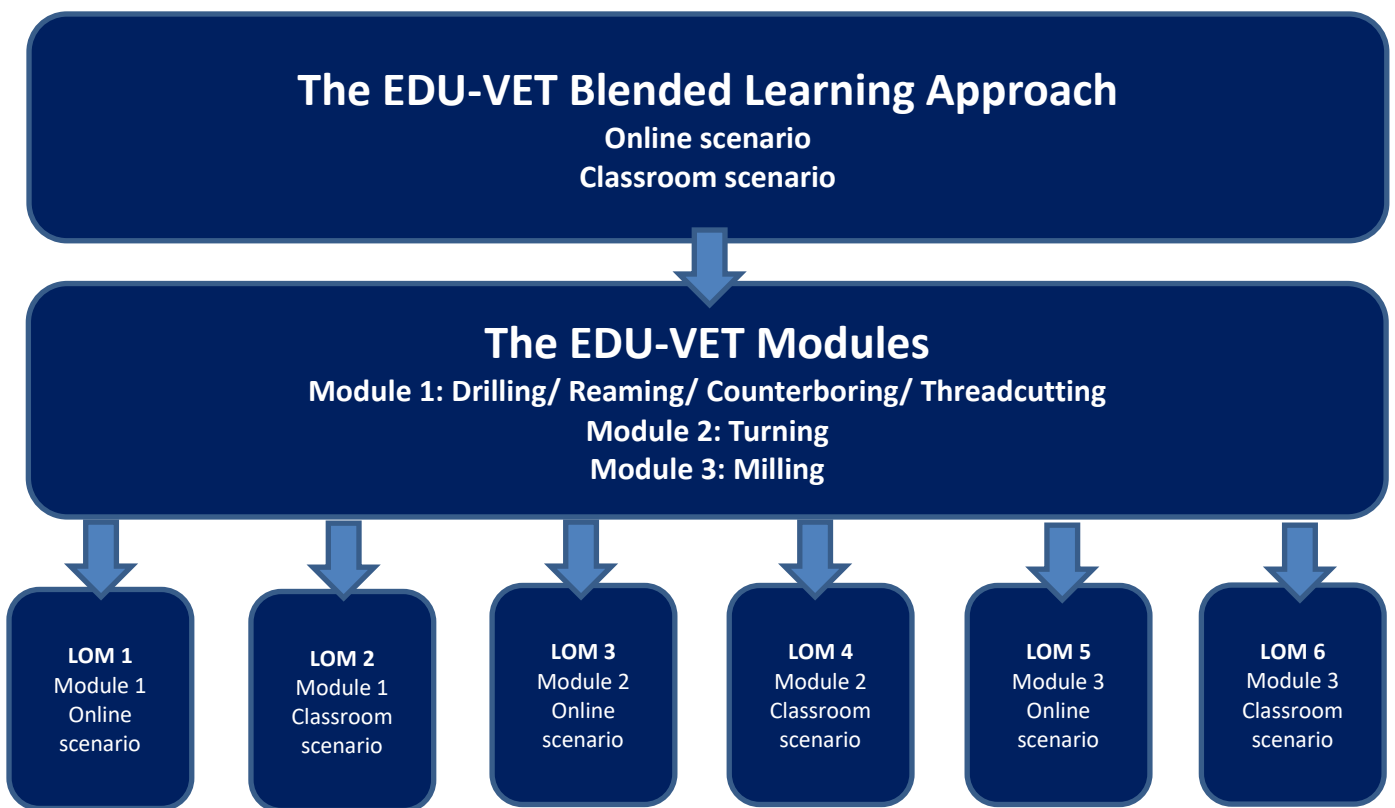 The EDU-VET Blended Learning Approach
Online scenario
Classroom scenario
The EDU-VET Modules
Module 1: Drilling/ Reaming/ Counterboring/ Threadcutting
Module 2: Turning
Module 3: Milling
LOM 1
Module 1
Online
scenario
LOM 2
Module 1
Classroom
scenario
LOM 3
Module 2
Online
scenario
LOM 4
Module 2
Classroom
scenario
LOM 5
Module 3
Online
scenario
LOM 6
Module 3
Classroom
scenario